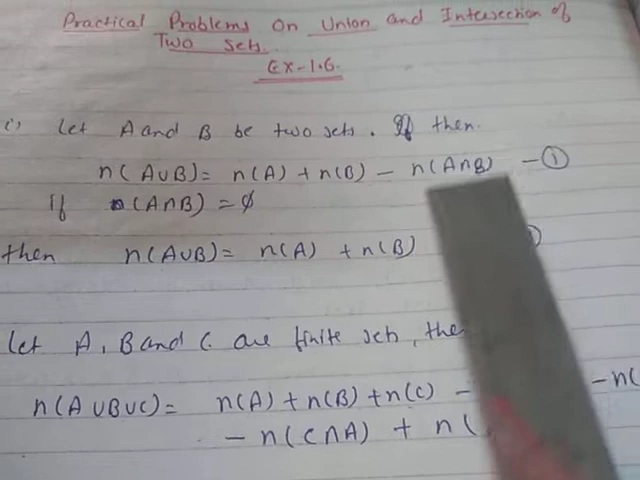 Practical Problems On Union and Intersection of
Two Sets.
Ex-1.6.
i) Let A and B be two sets. If then.
n(A∪B) = n(A) + n(B) - n(A∩B) - ①
If (A∩B) = φ
then n(A∪B) = n(A) + n(B)
Let A, B and C are finite sets, the
n(A∪B∪C) = n(A) + n(B) + n(C) - - n(
- n(C∩A) + n(